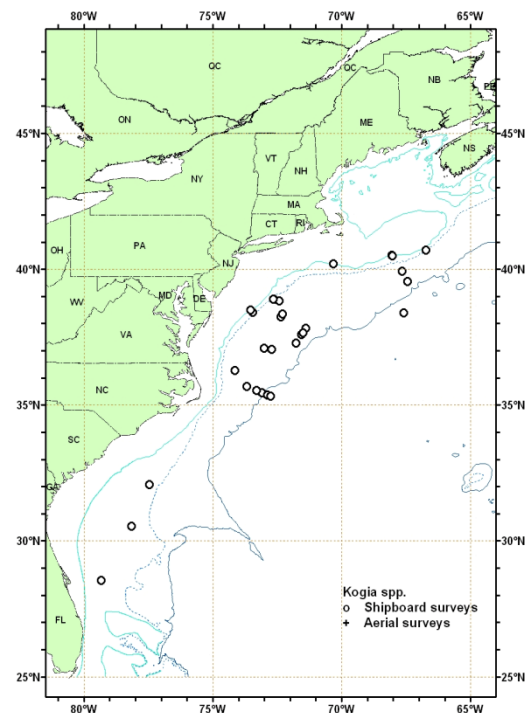 80°W 75°W 70°W 65°W
QC QC NB
PE
ON ME
45°N 45°N
VT NS
NH
NY
MA
CT RI
OH PA
40°N NJ 40°N
MD DE
WV
VA
NC
35°N 35°N
SC
GA
30°N 30°N
FL
Kogia spp.
o Shipboard surveys
+ Aerial surveys
25°N 25°N
80°W 75°W 70°W 65°W